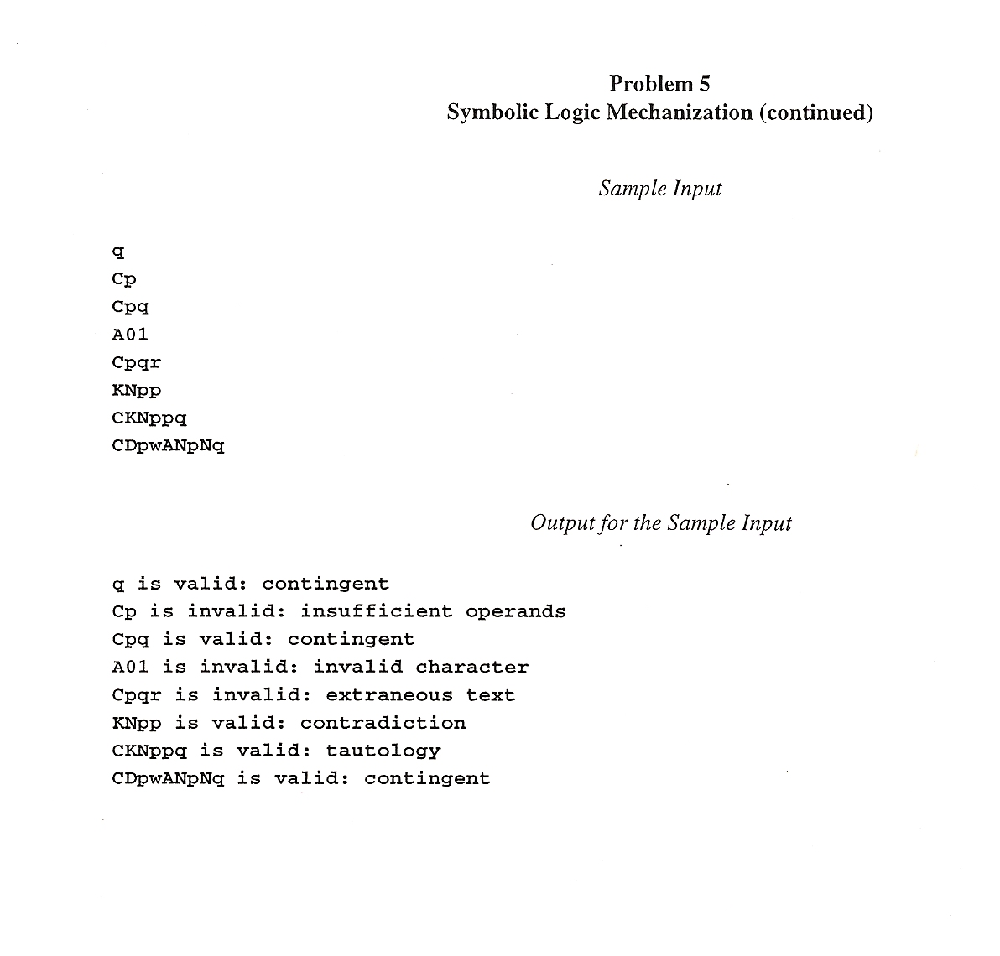 Problem 5
Symbolic Logic Mechanization (continued)
Sample Input
q
Cp
Cpq
A01
Cpqr
KNpp
CKNppq
CDpwANpNq
Output for the Sample Input
q is valid: contingent
Cp is invalid: insufficient operands
Cpq is valid: contingent
A01 is invalid: invalid character
Cpqr is invalid: extraneous text
KNpp is valid: contradiction
CKNppq is valid: tautology
CDpwANpNq is valid: contingent